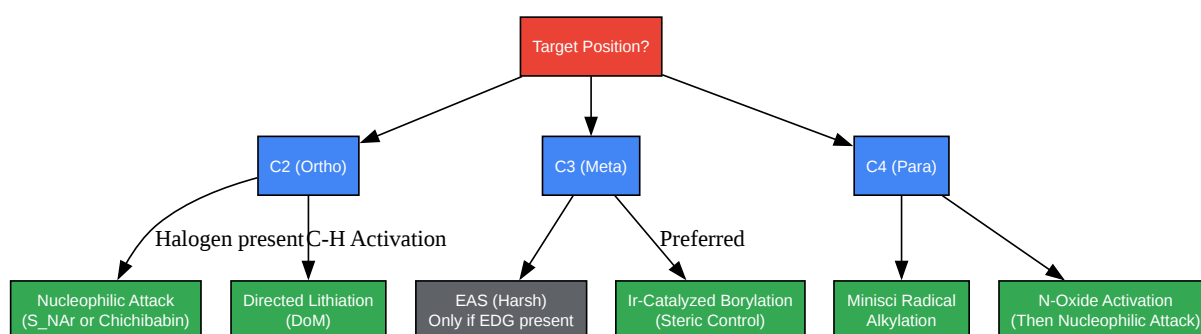 Target Position?
C2 (Ortho)
C3 (Meta)
C4 (Para)
Halogen present
C-H Activation
Preferred
Nucleophilic Attack
(S_NAr or Chichibabin)
Directed Lithiation
(DoM)
EAS (Harsh)
Only if EDG present
Ir-Catalyzed Borylation
(Steric Control)
Minisci Radical
Alkylation
N-Oxide Activation
(Then Nucleophilic Attack)